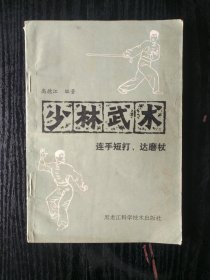 高德江 编著
少林武术
连手短打，达磨杖
黑龙江科学技术出版社